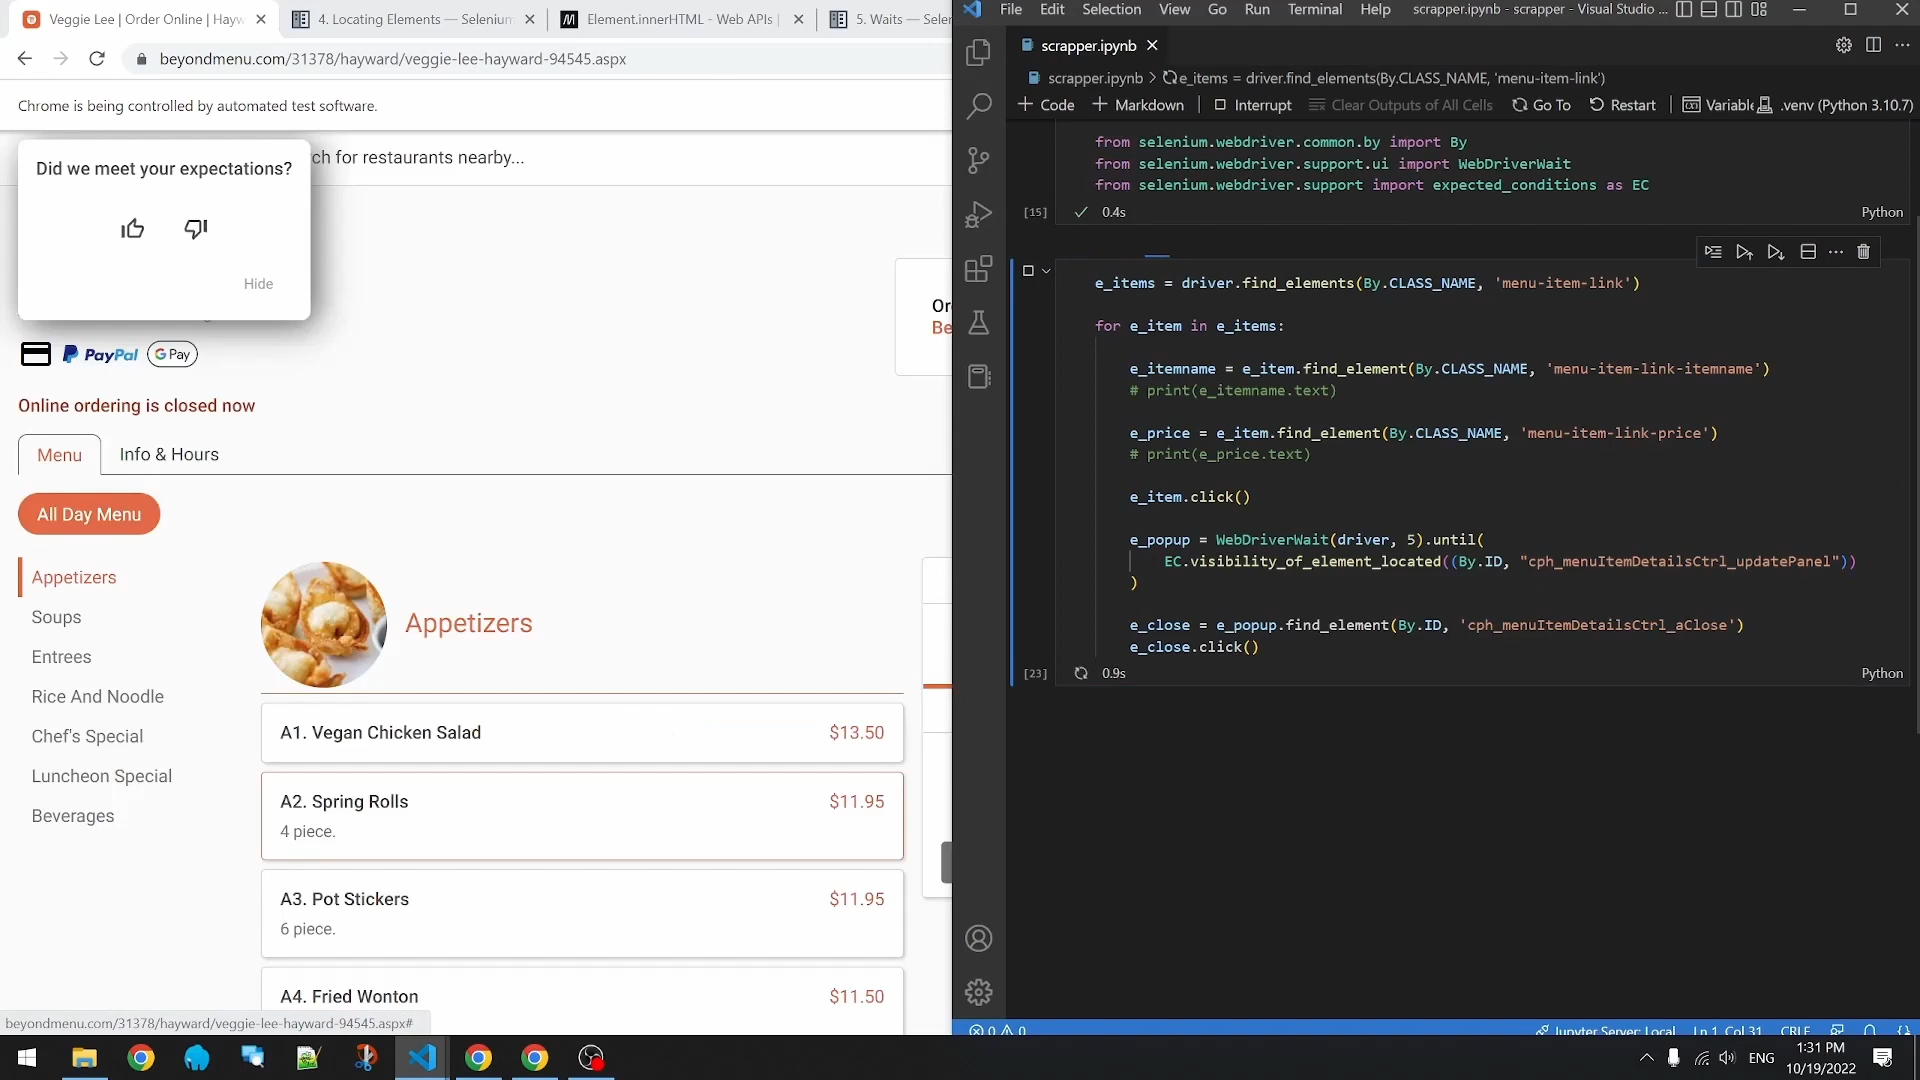 Veggie Lee | Order Online | Hayw
4. Locating Elements — Selenium
Element.innerHTML - Web APIs |
5. Waits — Sele
beyondmenu.com/31378/hayward/veggie-lee-hayward-94545.aspx
Chrome is being controlled by automated test software.
Did we meet your expectations?
Hide
ch for restaurants nearby...
PayPal
G Pay
Or
Be
Online ordering is closed now
Menu
Info & Hours
All Day Menu
Appetizers
Soups
Entrees
Rice And Noodle
Chef's Special
Luncheon Special
Beverages
Appetizers
A1. Vegan Chicken Salad
$13.50
A2. Spring Rolls
$11.95
4 piece.
A3. Pot Stickers
$11.95
6 piece.
A4. Fried Wonton
$11.50
beyondmenu.com/31378/hayward/veggie-lee-hayward-94545.aspx#
File Edit Selection View Go Run Terminal Help
scrapper.ipynb - scrapper - Visual Studio ...
scrapper.ipynb
scrapper.ipynb > e_items = driver.find_elements(By.CLASS_NAME, 'menu-item-link')
+ Code + Markdown Interrupt Clear Outputs of All Cells Go To Restart Variable .venv (Python 3.10.7)
from selenium.webdriver.common.by import By
from selenium.webdriver.support.ui import WebDriverWait
from selenium.webdriver.support import expected_conditions as EC
[15] 0.4s Python
e_items = driver.find_elements(By.CLASS_NAME, 'menu-item-link')
for e_item in e_items:
e_itemname = e_item.find_element(By.CLASS_NAME, 'menu-item-link-itemname')
# print(e_itemname.text)
e_price = e_item.find_element(By.CLASS_NAME, 'menu-item-link-price')
# print(e_price.text)
e_item.click()
e_popup = WebDriverWait(driver, 5).until(
EC.visibility_of_element_located((By.ID, "cph_menuItemDetailsCtrl_updatePanel"))
)
e_close = e_popup.find_element(By.ID, 'cph_menuItemDetailsCtrl_aClose')
e_close.click()
[23] 0.9s Python
0 0
Jupyter Server: Local Ln 1, Col 31 CRLF
ENG
1:31 PM
10/19/2022